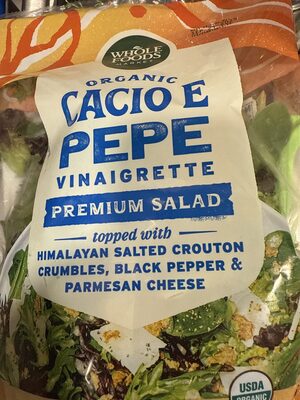 WHOLE
FOODS
MARKET
ORGANIC
CACIO E
PEPE
VINAIGRETTE
PREMIUM SALAD
topped with
HIMALAYAN SALTED CROUTON
CRUMBLES, BLACK PEPPER &
PARMESAN CHEESE
USDA
ORGANIC